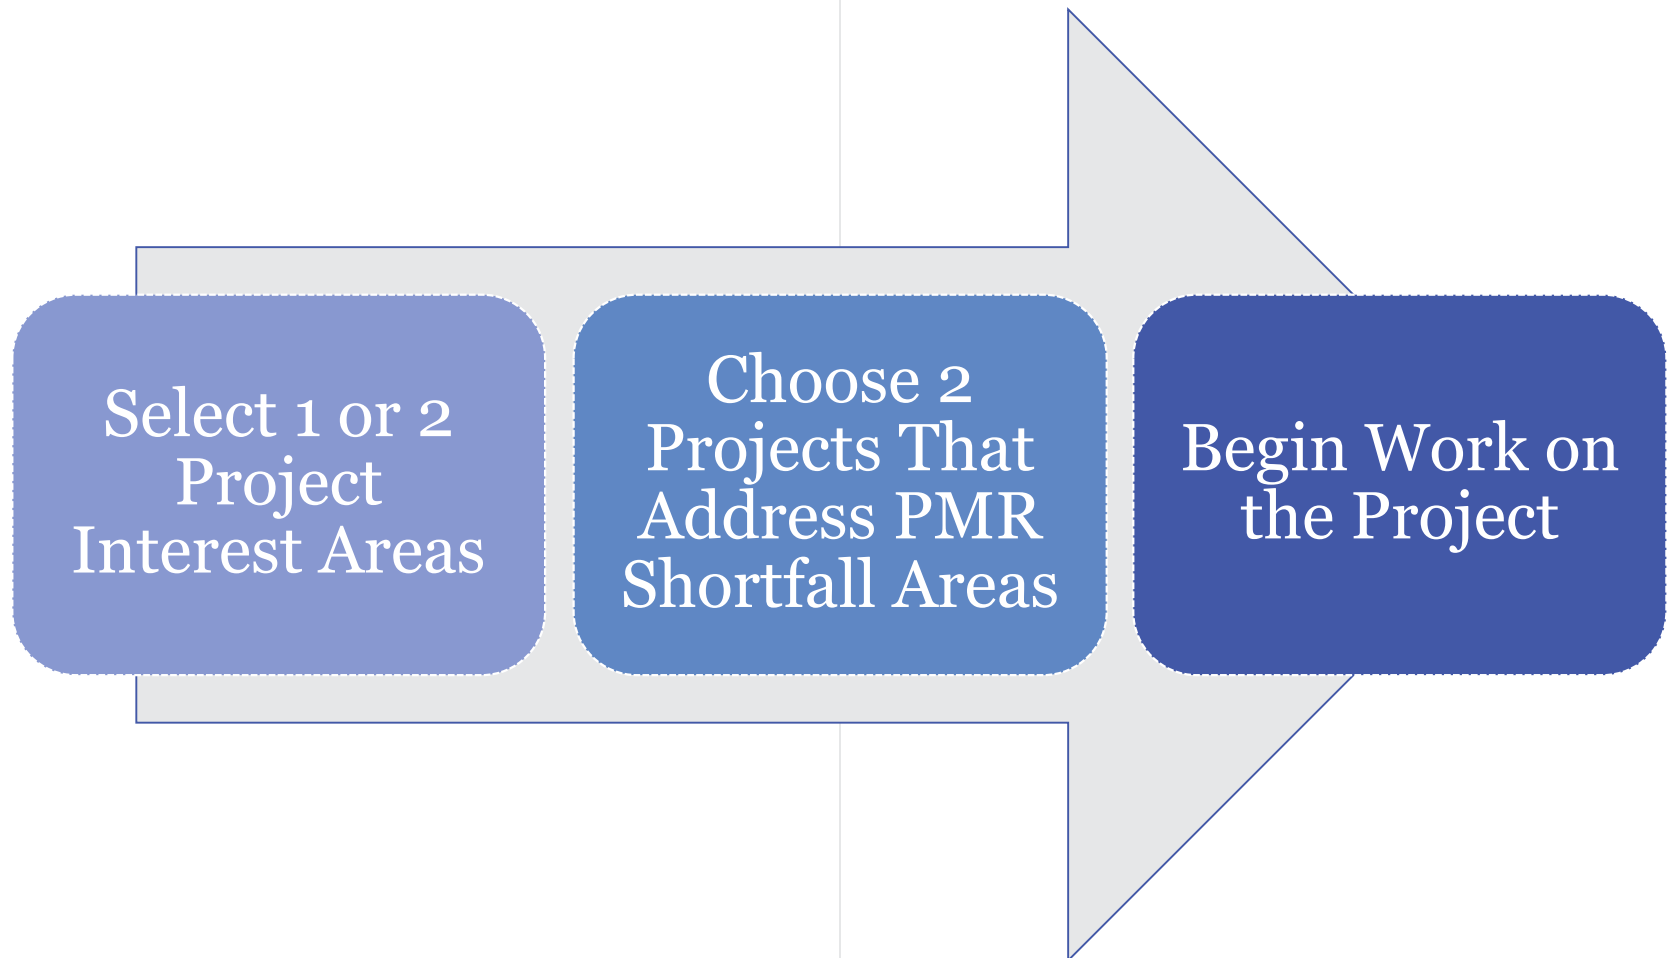 Select 1 or 2
Project
Interest Areas
Choose 2
Projects That
Address PMR
Shortfall Areas
Begin Work on
the Project